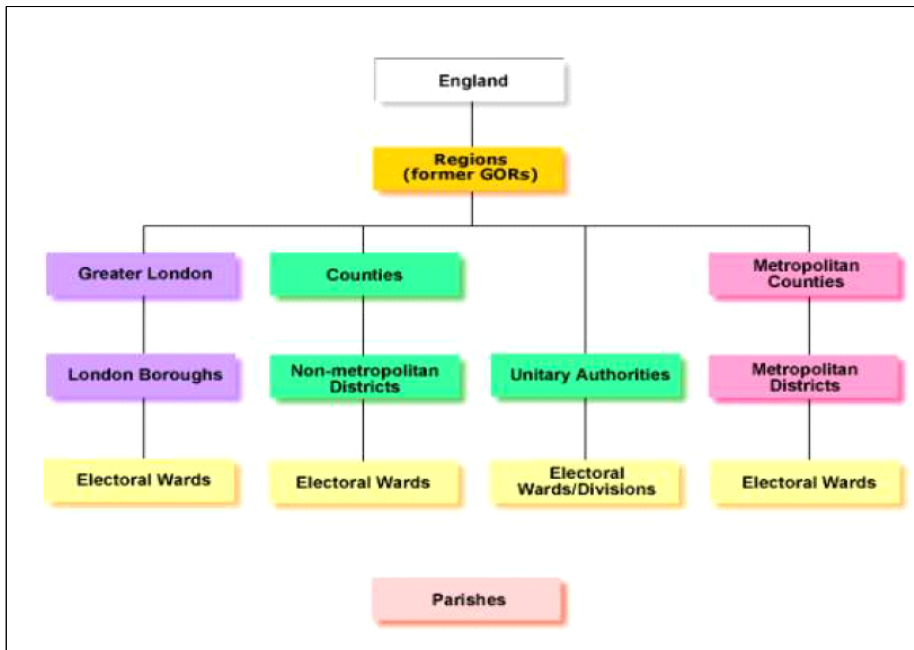 England
Regions
(former GORs)
Greater London
Counties
Metropolitan
Counties
London Boroughs
Non-metropolitan
Districts
Unitary Authorities
Metropolitan
Districts
Electoral Wards
Electoral Wards
Electoral
Wards/Divisions
Electoral Wards
Parishes